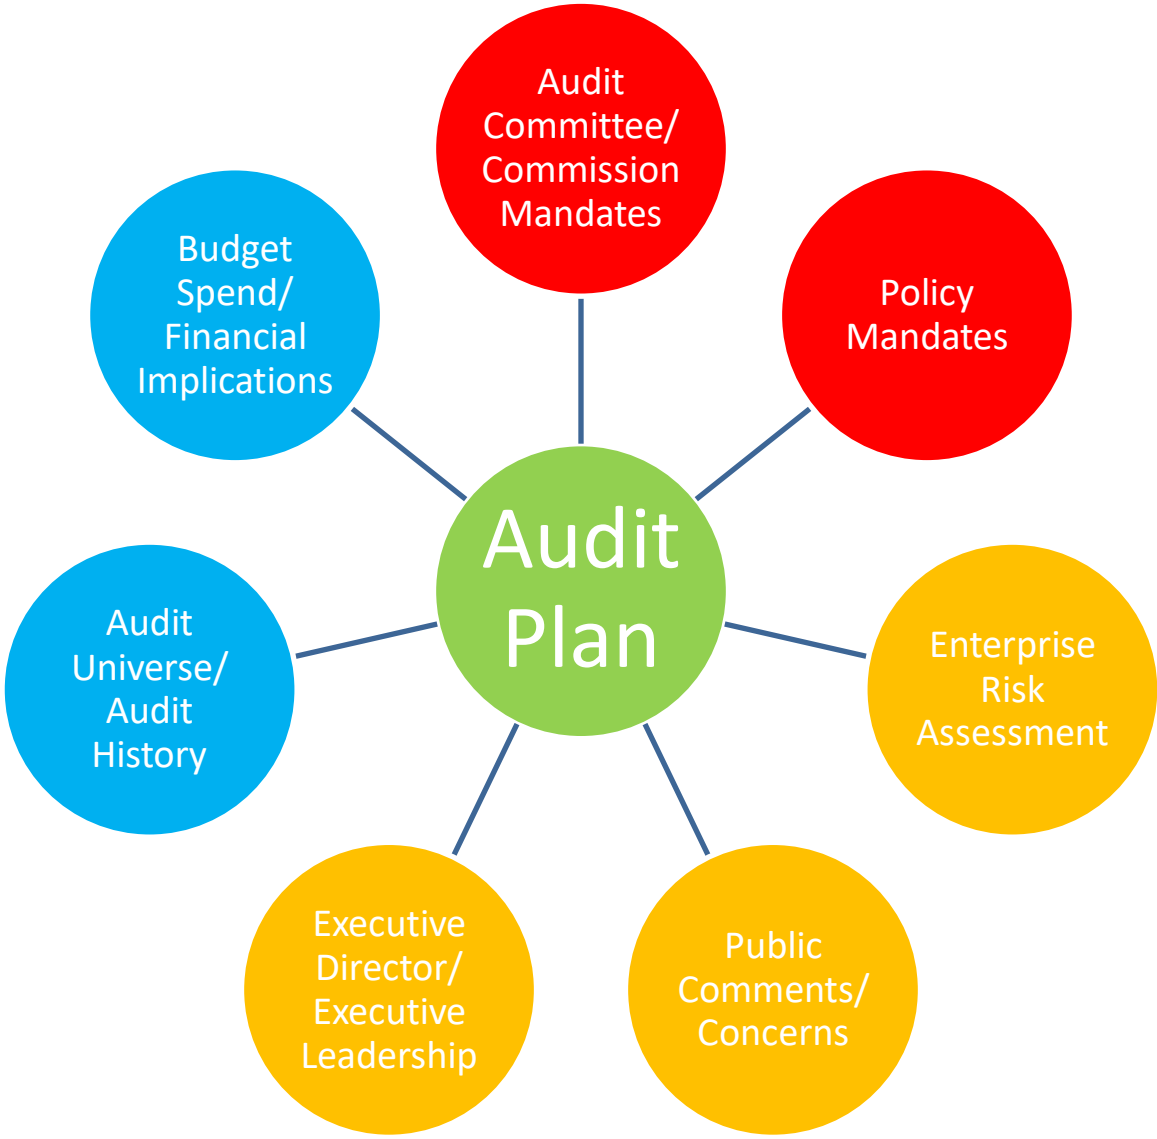 Audit
Committee/
Commission
Mandates
Policy
Mandates
Enterprise
Risk
Assessment
Public
Comments/
Concerns
Executive
Director/
Executive
Leadership
Audit
Universe/
Audit
History
Budget
Spend/
Financial
Implications
Audit
Plan